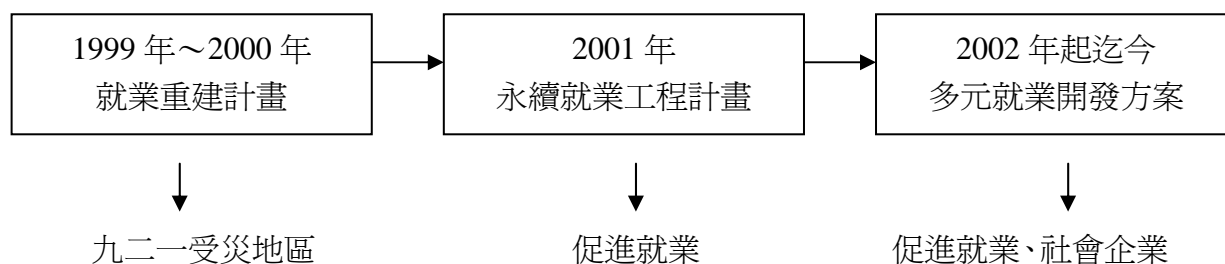 1999 年～2000 年
就業重建計畫
2001 年
永續就業工程計畫
2002 年起迄今
多元就業開發方案
九二一受災地區
促進就業
促進就業、社會企業